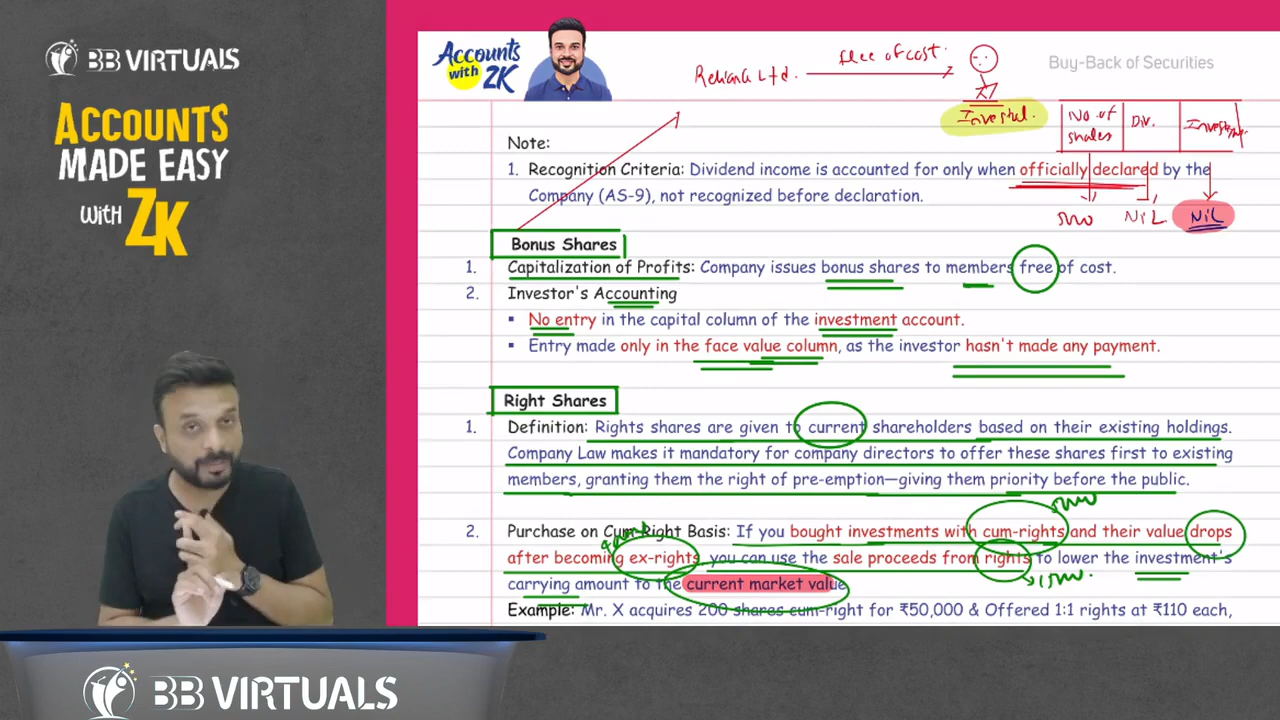 BB VIRTUALS
ACCOUNTS
MADE EASY
WITH ZK
Accounts
with ZK
Reliance Ltd.
free of cost.
Buy-Back of Securities
No of
shares
Div.
Note:
1. Recognition Criteria: Dividend income is accounted for only when officially declared by the
Company (AS-9), not recognized before declaration.
NIL
NIL
Bonus Shares
1. Capitalization of Profits: Company issues bonus shares to members free of cost.
2. Investor's Accounting
▪ No entry in the capital column of the investment account.
▪ Entry made only in the face value column, as the investor hasn't made any payment.
Right Shares
1. Definition: Rights shares are given to current shareholders based on their existing holdings.
Company Law makes it mandatory for company directors to offer these shares first to existing
members, granting them the right of pre-emption—giving them priority before the public.
2. Purchase on Cum-Right Basis: If you bought investments with cum-rights and their value drops
after becoming ex-rights, you can use the sale proceeds from rights to lower the investment's
carrying amount to the current market value
Example: Mr. X acquires 200 shares cum-right for ₹50,000 & Offered 1:1 rights at ₹110 each,
BB VIRTUALS